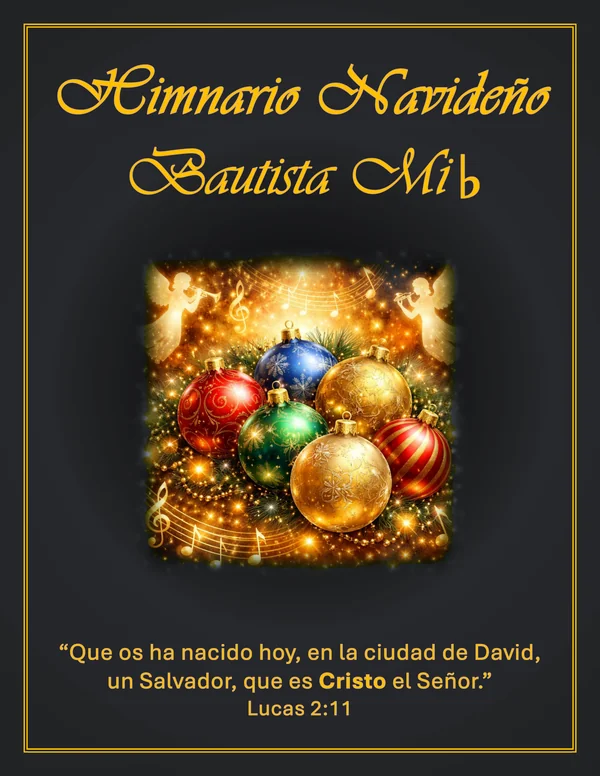 Himnario Navideño
Bautista Mi♭
“Que os ha nacido hoy, en la ciudad de David,
un Salvador, que es Cristo el Señor.”
Lucas 2:11